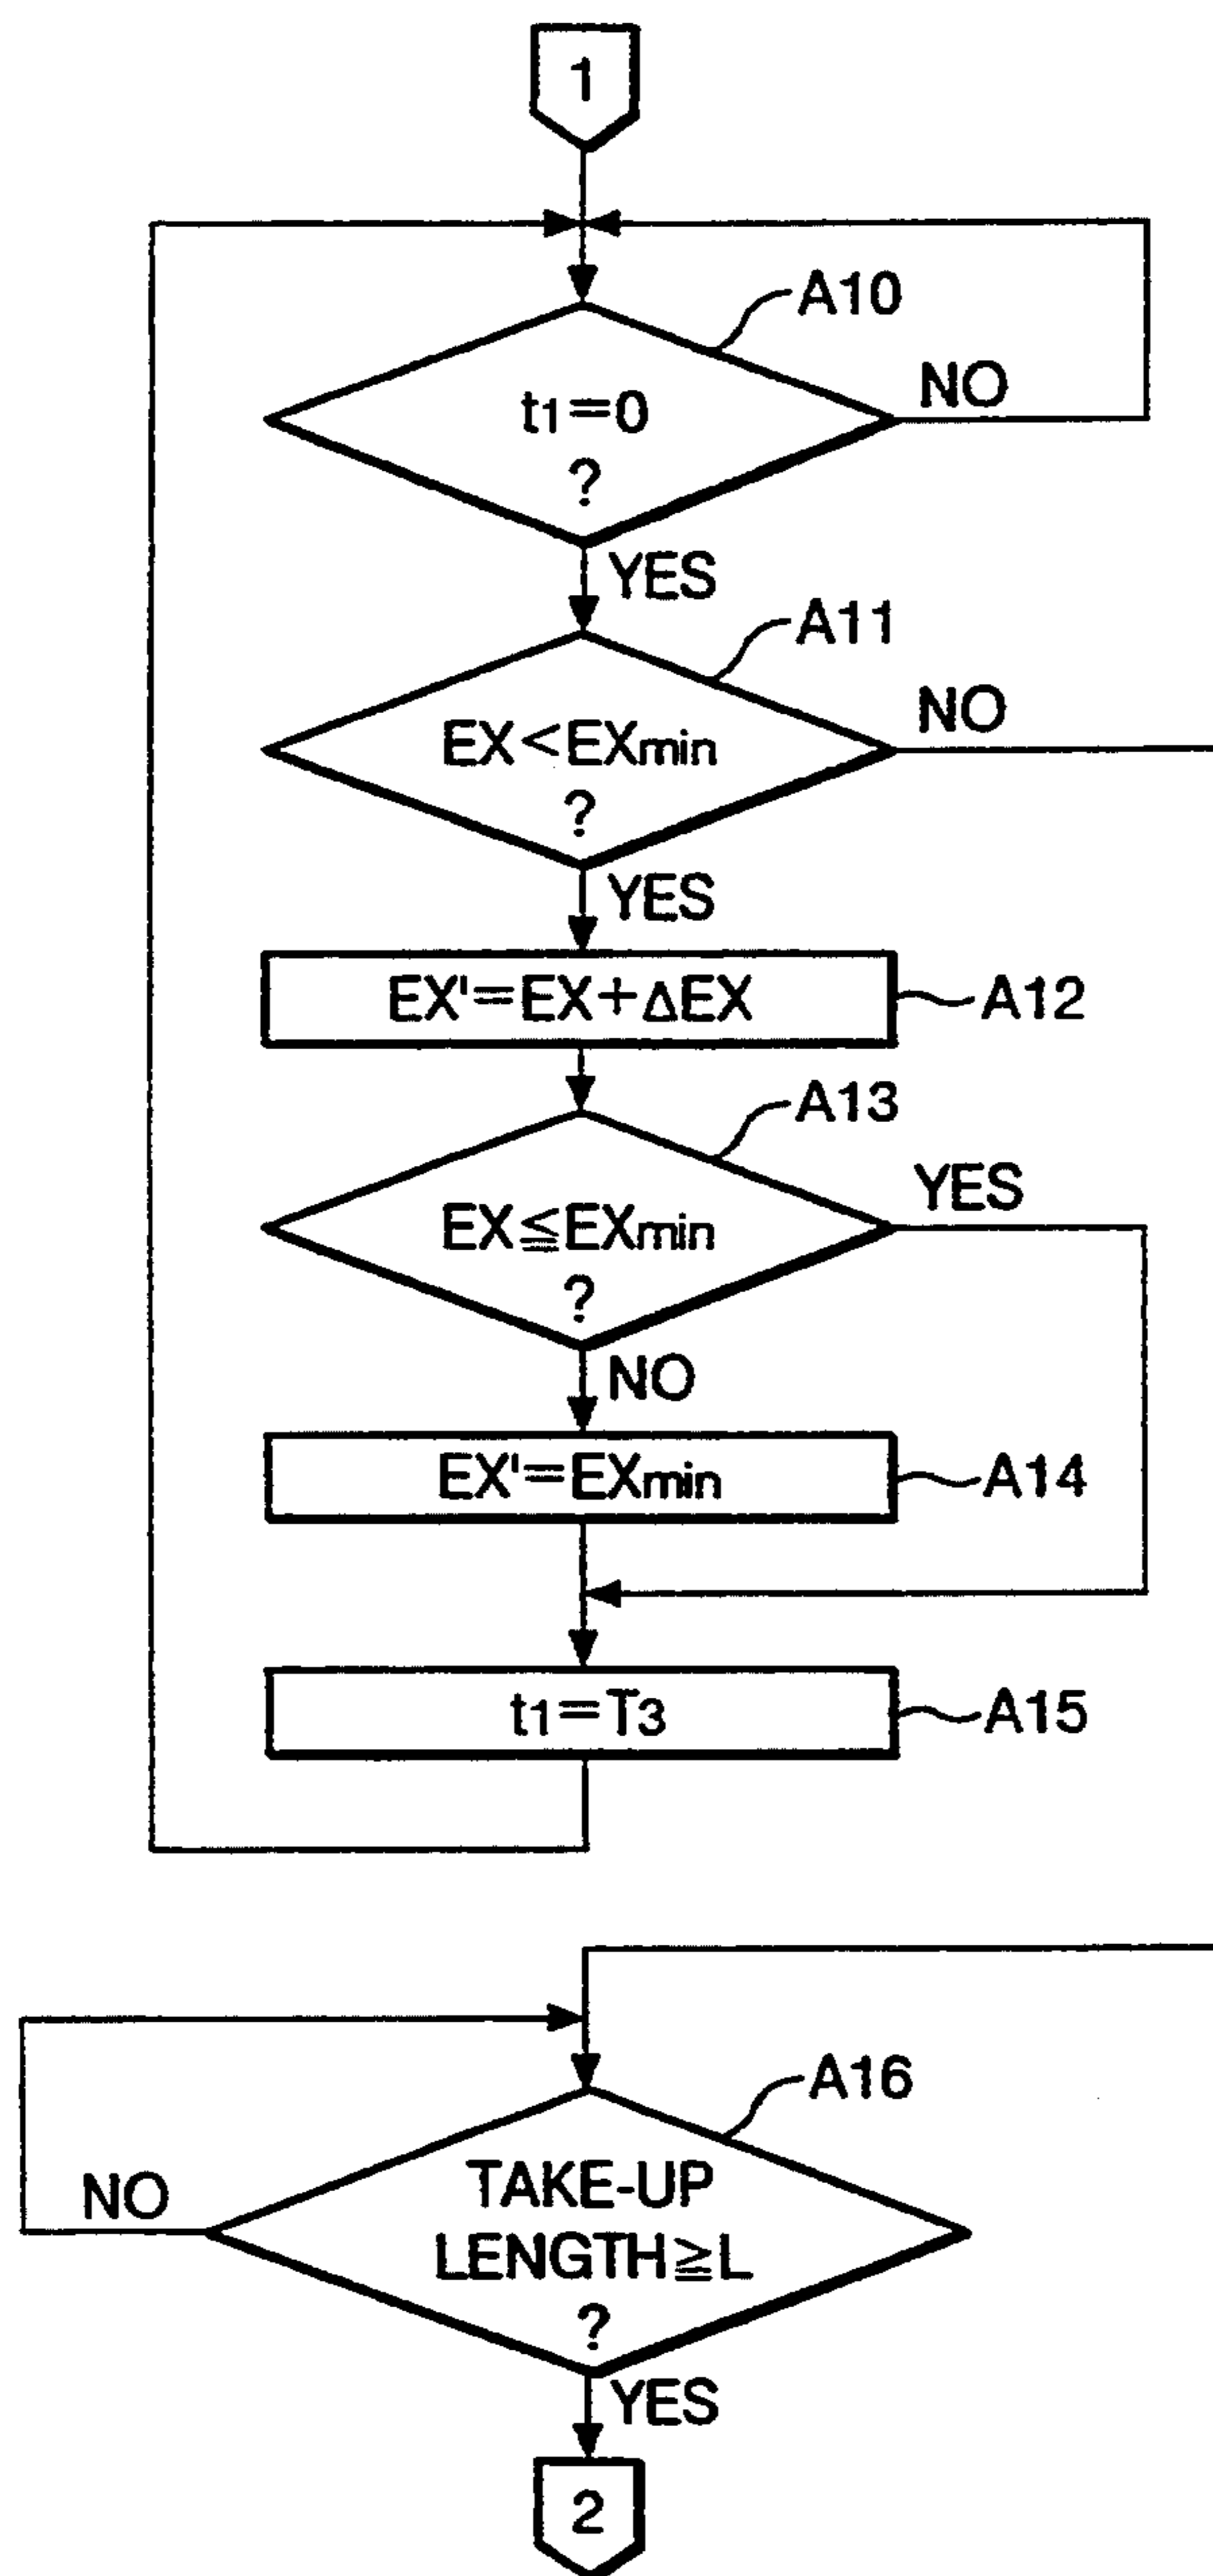 1
A10
t1=0
?
NO
YES
A11
EX<EXmin
?
NO
YES
EX'=EX+ΔEX
A12
A13
EX≦EXmin
?
YES
NO
EX'=EXmin
A14
t1=T3
A15
A16
TAKE-UP
LENGTH≧L
?
NO
YES
2